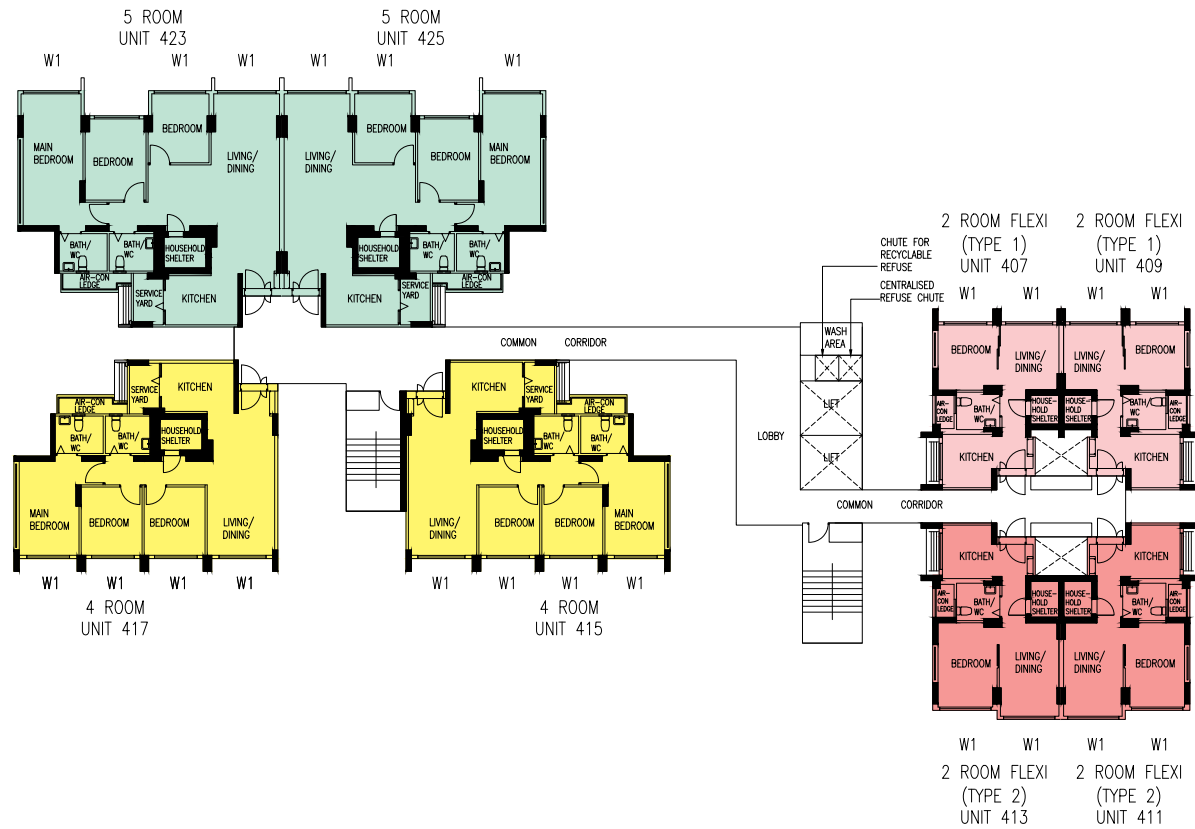 5 ROOM
UNIT 423
5 ROOM
UNIT 425
W1
W1
W1
W1
W1
W1
MAIN
BEDROOM
BEDROOM
BEDROOM
LIVING/
DINING
LIVING/
DINING
BEDROOM
BEDROOM
MAIN
BEDROOM
BATH/
WC
BATH/
WC
HOUSEHOLD
SHELTER
HOUSEHOLD
SHELTER
BATH/
WC
BATH/
WC
AIR-CON
LEDGE
SERVICE
YARD
KITCHEN
KITCHEN
SERVICE
YARD
AIR-CON
LEDGE
COMMON CORRIDOR
CHUTE FOR
RECYCLABLE
REFUSE
CENTRALISED
REFUSE CHUTE
WASH
AREA
LIFT
LIFT
LOBBY
COMMON CORRIDOR
SERVICE
YARD
KITCHEN
AIR-CON
LEDGE
BATH/
WC
BATH/
WC
HOUSEHOLD
SHELTER
MAIN
BEDROOM
BEDROOM
BEDROOM
LIVING/
DINING
W1
W1
W1
W1
4 ROOM
UNIT 417
KITCHEN
SERVICE
YARD
AIR-CON
LEDGE
HOUSEHOLD
SHELTER
BATH/
WC
BATH/
WC
LIVING/
DINING
BEDROOM
BEDROOM
MAIN
BEDROOM
W1
W1
W1
W1
4 ROOM
UNIT 415
2 ROOM FLEXI
(TYPE 1)
UNIT 407
2 ROOM FLEXI
(TYPE 1)
UNIT 409
W1
W1
W1
W1
BEDROOM
LIVING/
DINING
LIVING/
DINING
BEDROOM
AIR-
CON
LEDGE
BATH/
WC
HOUSE-
HOLD
SHELTER
HOUSE-
HOLD
SHELTER
BATH/
WC
AIR-
CON
LEDGE
KITCHEN
KITCHEN
KITCHEN
KITCHEN
AIR-
CON
LEDGE
BATH/
WC
HOUSE-
HOLD
SHELTER
HOUSE-
HOLD
SHELTER
BATH/
WC
AIR-
CON
LEDGE
BEDROOM
LIVING/
DINING
LIVING/
DINING
BEDROOM
W1
W1
W1
W1
2 ROOM FLEXI
(TYPE 2)
UNIT 413
2 ROOM FLEXI
(TYPE 2)
UNIT 411